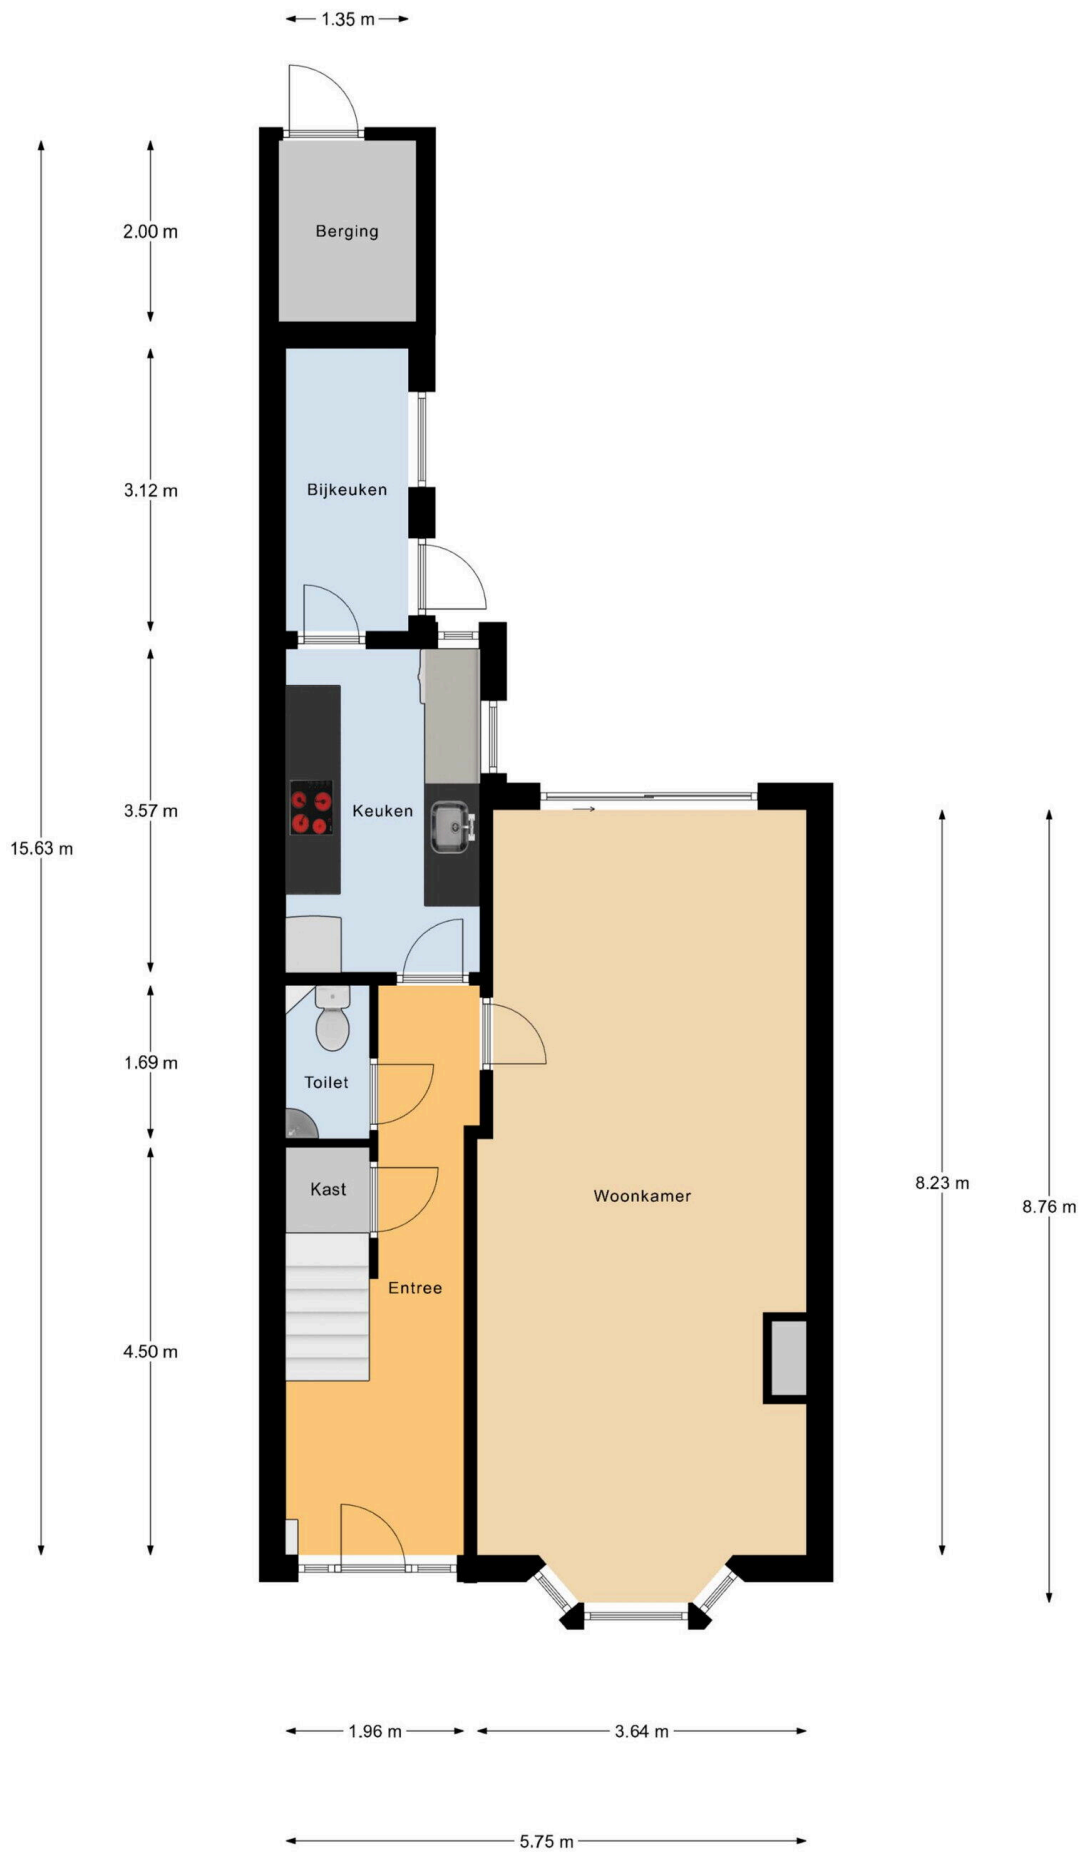 1.35 m
2.00 m
Berging
3.12 m
Bijkeuken
3.57 m
Keuken
15.63 m
1.69 m
Toilet
Kast
Woonkamer
8.23 m
8.76 m
Entree
4.50 m
1.96 m
3.64 m
5.75 m